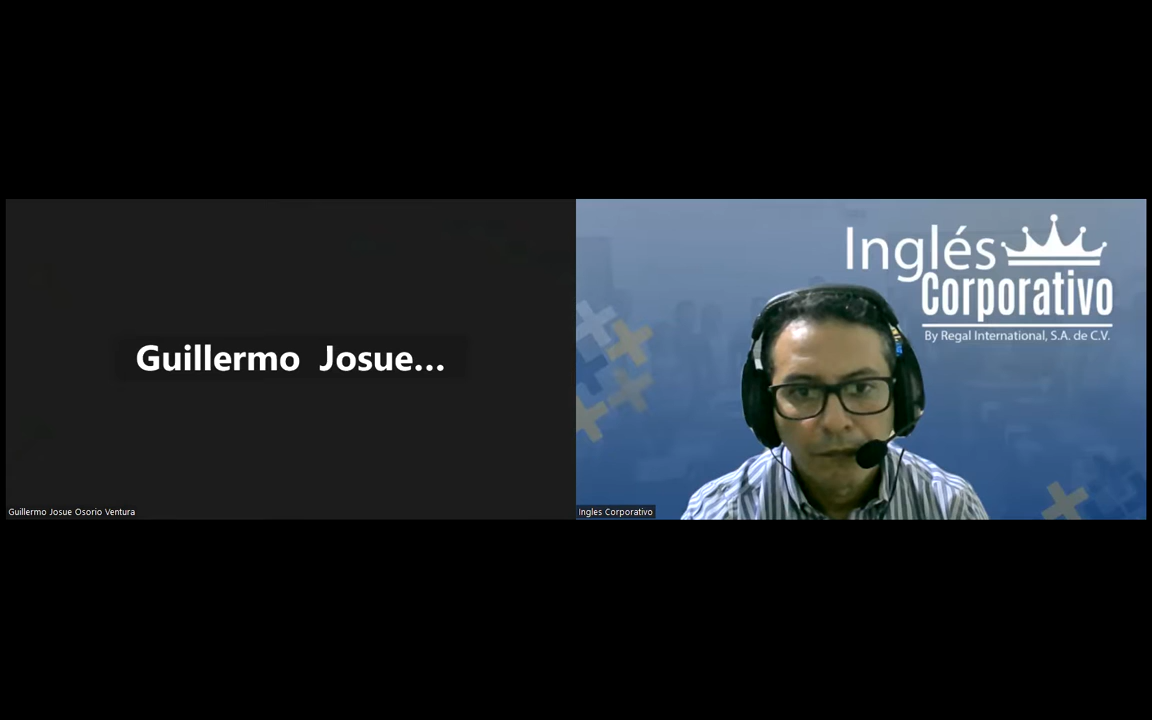 Guillermo Josue...
Guillermo Josue Osorio Ventura
Inglés
Corporativo
By Regal International, S.A. de C.V.
Ingles Corporativo